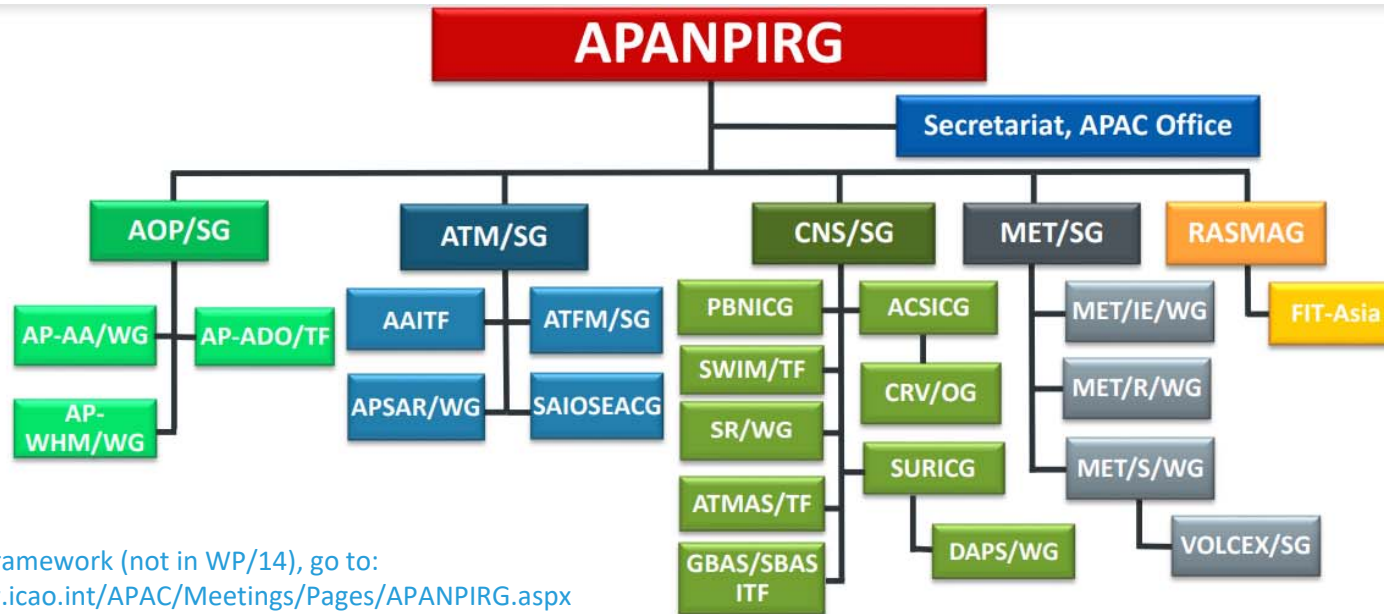 APANPIRG
Secretariat, APAC Office
AOP/SG
ATM/SG
CNS/SG
MET/SG
RASMAG
AP-AA/WG
AP-ADO/TF
AP-
WHM/WG
AAITF
ATFM/SG
APSAR/WG
SAIOSEACG
PBNICG
ACSICG
SWIM/TF
CRV/OG
SR/WG
SURICG
ATMAS/TF
DAPS/WG
GBAS/SBAS
ITF
MET/IE/WG
MET/R/WG
MET/S/WG
VOLCEX/SG
FIT-Asia
ramework (not in WP/14), go to:
.icao.int/APAC/Meetings/Pages/APANPIRG.aspx